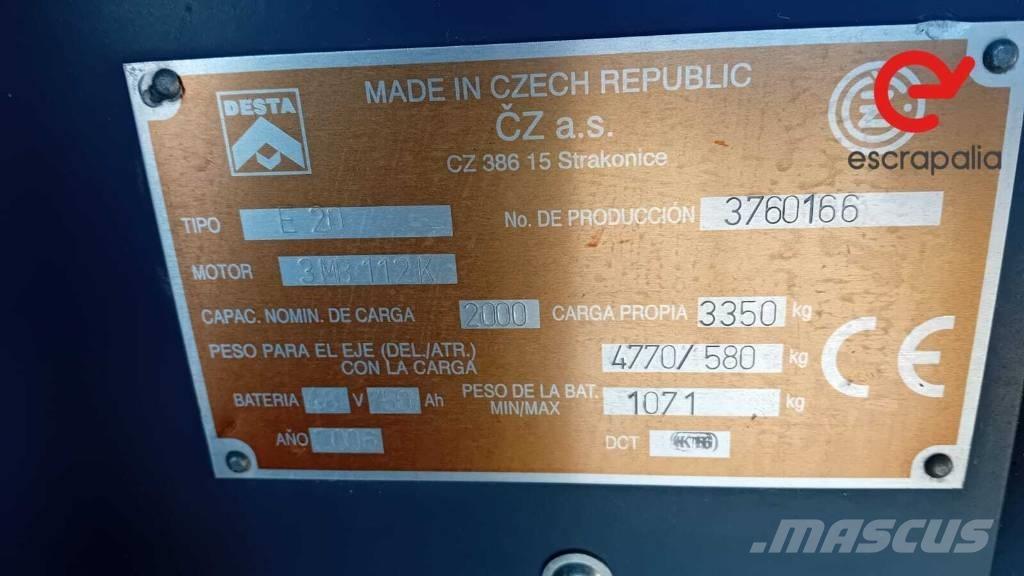 DESTA
MADE IN CZECH REPUBLIC
ČZ a.s.
CZ 386 15 Strakonice
escrapalia
TIPO E 20 No. DE PRODUCCIÓN 3760166
MOTOR 3M3112K
CAPAC. NOMIN. DE CARGA 2000 CARGA PROPIA 3350 kg
PESO PARA EL EJE (DEL./ATR.)
CON LA CARGA 4770/580 kg
BATERIA V Ah PESO DE LA BAT.
MIN/MAX 1071 kg
AÑO DCT
CE
MASCUS